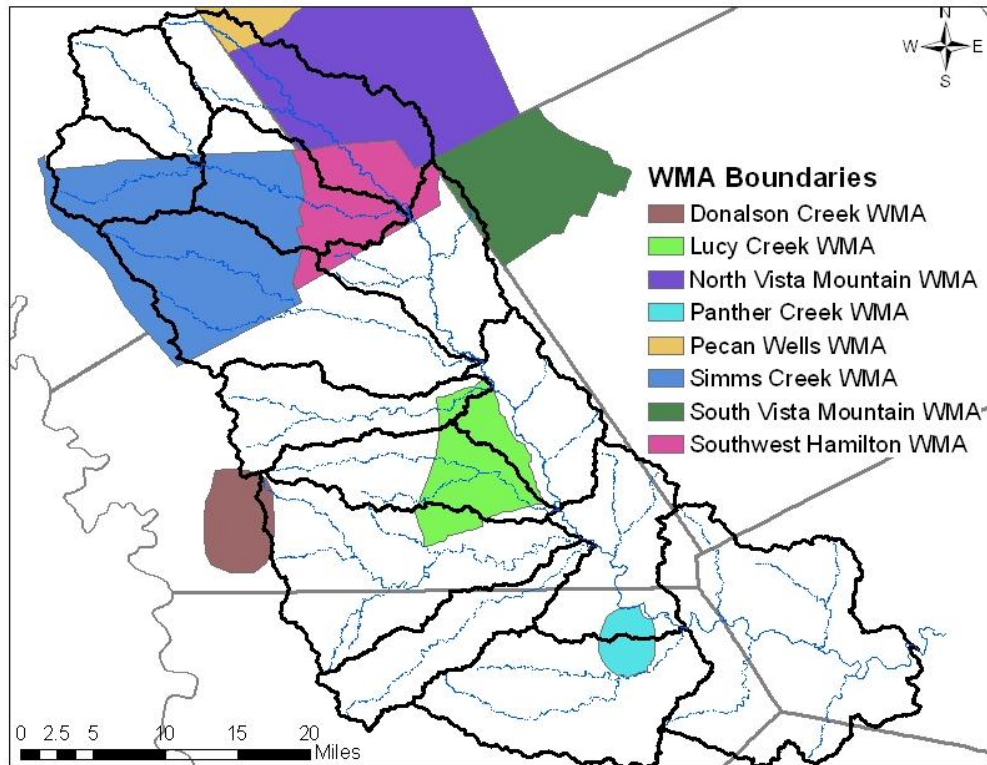 N
W E
S
WMA Boundaries
Donalson Creek WMA
Lucy Creek WMA
North Vista Mountain WMA
Panther Creek WMA
Pecan Wells WMA
Simms Creek WMA
South Vista Mountain WMA
Southwest Hamilton WMA
0 2.5 5 10 15 20
Miles